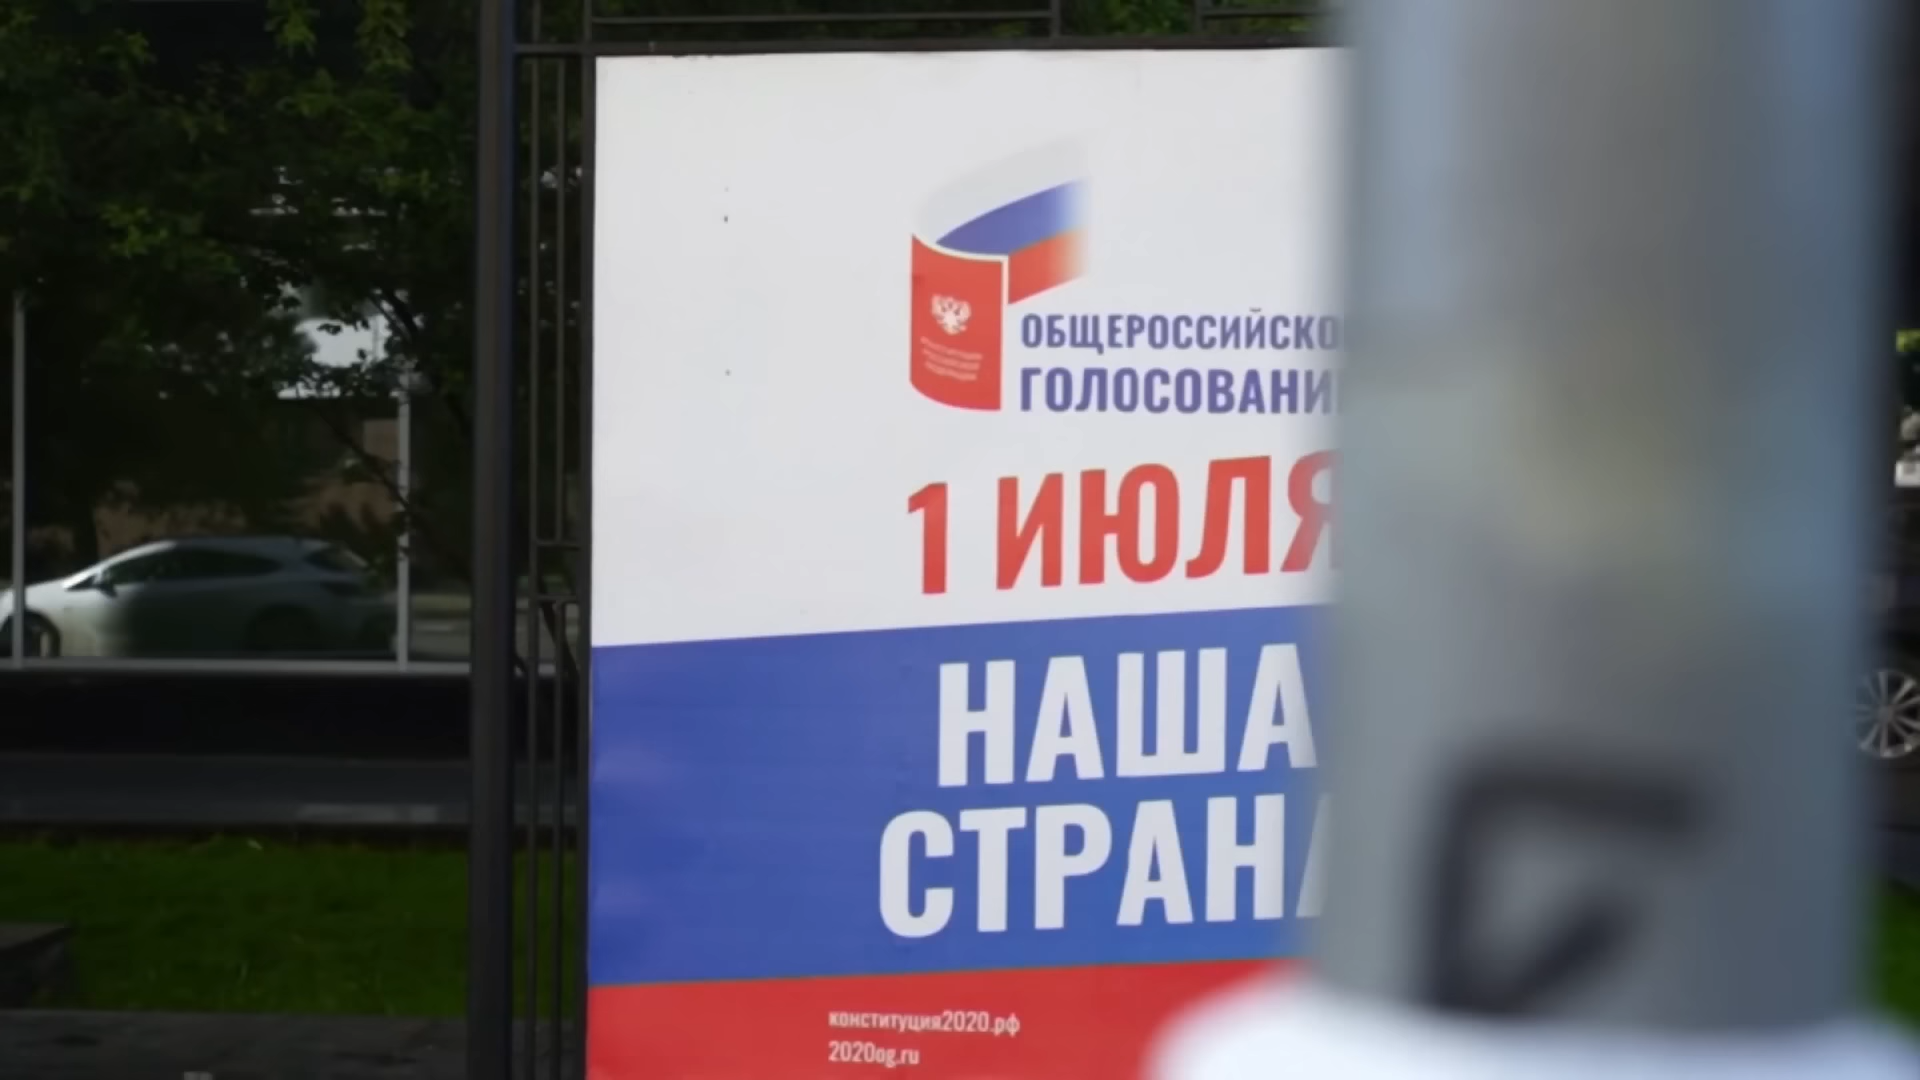 ОБЩЕРОССИЙСКО
ГОЛОСОВАНИ
1 ИЮЛЯ
НАША
СТРАНА
конституция2020.рф
2020og.ru